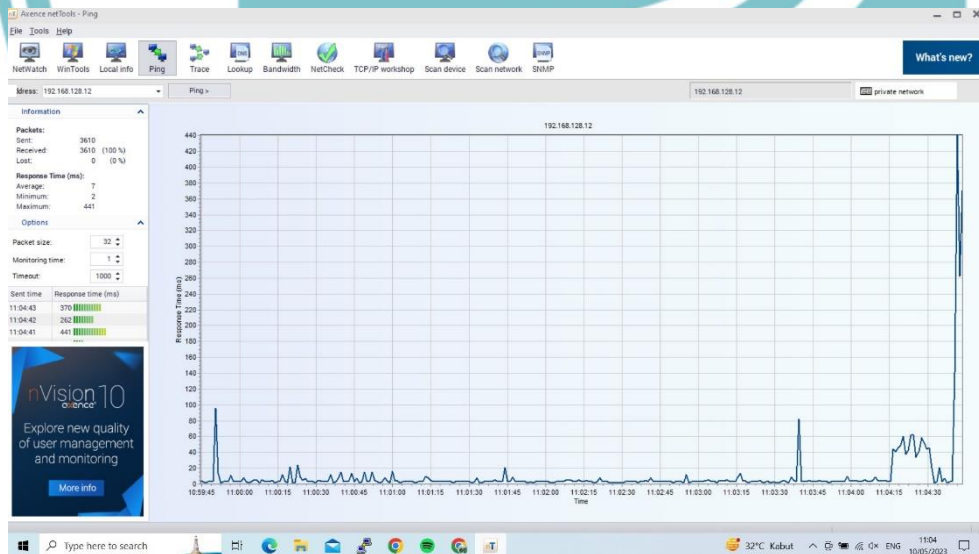 Axence netTools - Ping
File Tools Help
NetWatch WinTools Local info Ping Trace Lookup Bandwidth NetCheck TCP/IP workshop Scan device Scan network SNMP
What's new?
ldress: 192.168.128.12 Ping » 192.168.128.12 private network
Information
Packets:
Sent: 3610
Received: 3610 (100 %)
Lost: 0 (0 %)
Response Time (ms):
Average: 7
Minimum: 2
Maximum: 441
Options
Packet size: 32
Monitoring time: 1
Timeout: 1000
Sent time Response time (ms)
11:04:43 370
11:04:42 262
11:04:41 441
nVision 10
axence
Explore new quality
of user management
and monitoring
More info
192.168.128.12
440
420
400
380
360
340
320
300
280
260
240
220
200
180
160
140
120
100
80
60
40
20
0
Response Time (ms)
10:59:45 11:00:00 11:00:15 11:00:30 11:00:45 11:01:00 11:01:15 11:01:30 11:01:45 11:02:00 11:02:15 11:02:30 11:02:45 11:03:00 11:03:15 11:03:30 11:03:45 11:04:00 11:04:15 11:04:30
Time
Type here to search
32°C Kabut ENG 11:04
10/05/2023